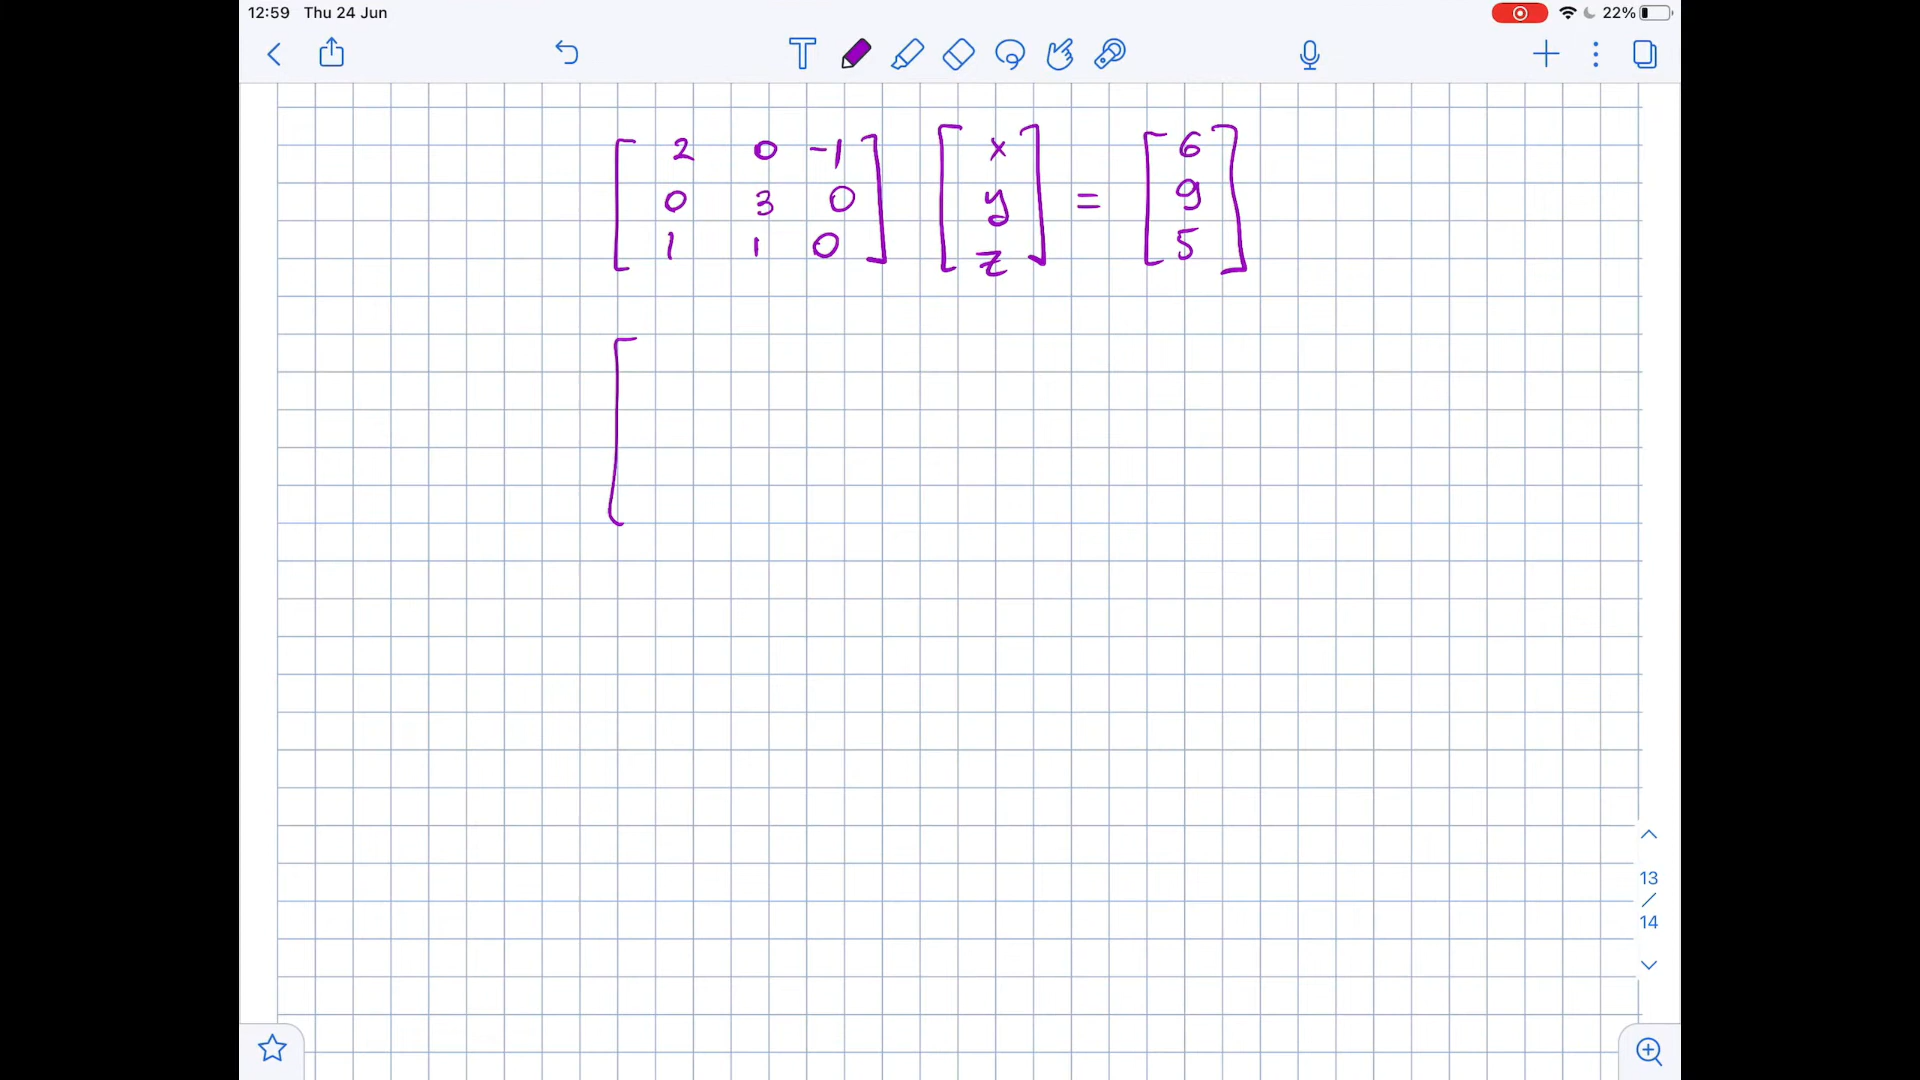 12:59 Thu 24 Jun 22%
T
[ 2 0 -1 ] [ x ] [ 6 ]
[ 0 3 0 ] [ y ] = [ 9 ]
[ 1 1 0 ] [ z ] [ 5 ]
[
13
/
14